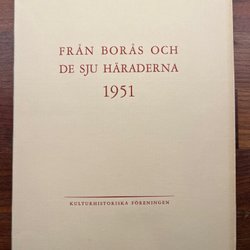 FRÅN BORÅS OCH
DE SJU HÄRADERNA
1951
KULTURHISTORISKA FÖRENINGEN